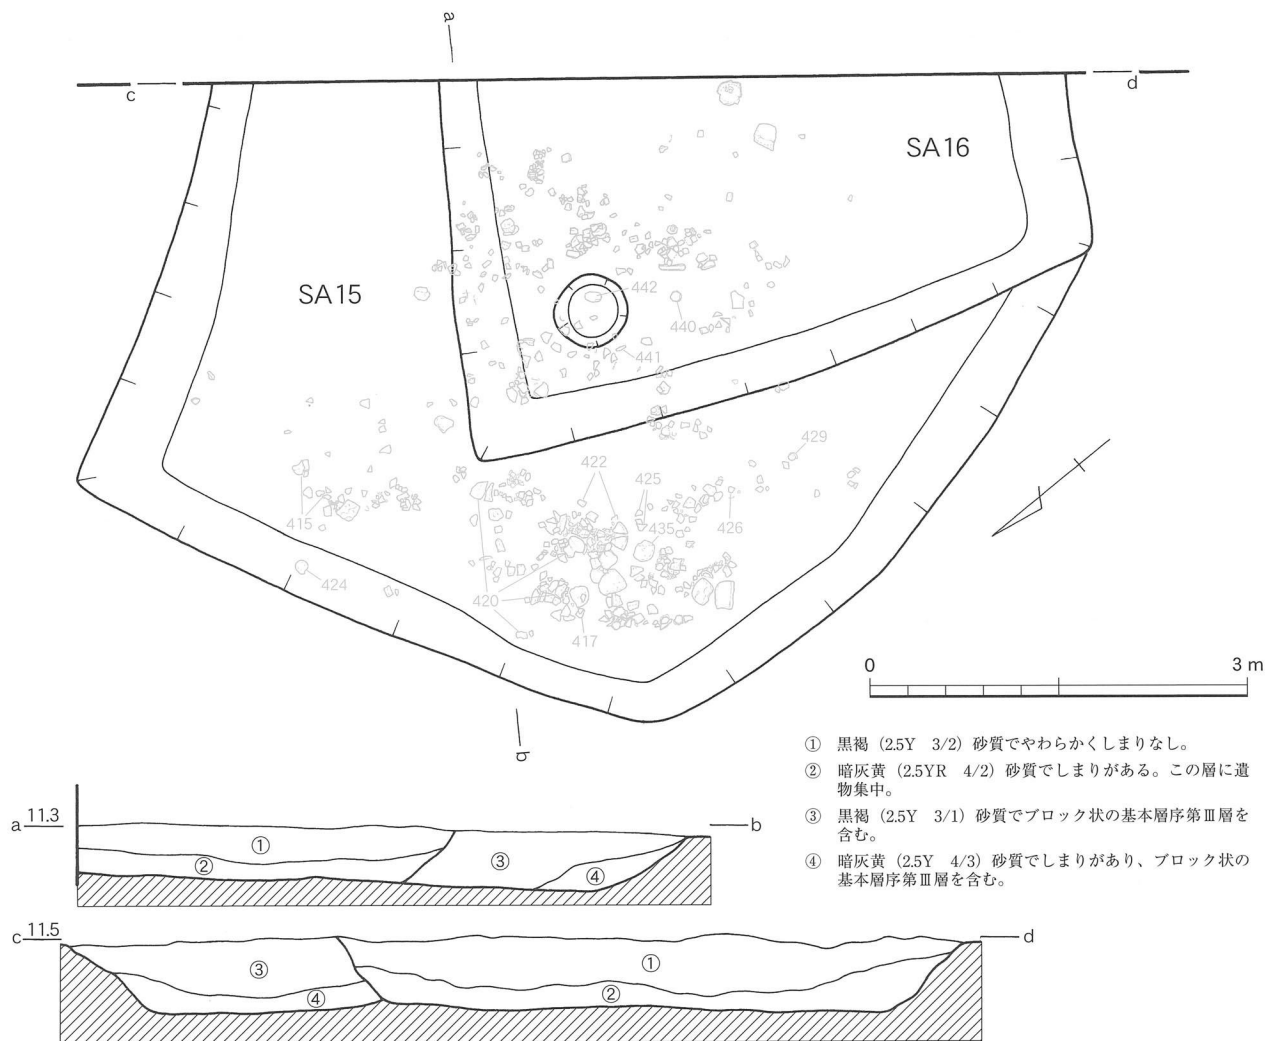 a
c
d
SA16
SA15
442
440
441
429
422
425
415
435
426
424
420
417
b
0 3 m
① 黒褐（2.5Y 3/2）砂質でやわらかくしまりなし。
② 暗灰黄（2.5YR 4/2）砂質でしまりがある。この層に遺
物集中。
③ 黒褐（2.5Y 3/1）砂質でブロック状の基本層序第Ⅲ層を
含む。
④ 暗灰黄（2.5Y 4/3）砂質でしまりがあり、ブロック状の
基本層序第Ⅲ層を含む。
a 11.3 b
①
②
③
④
c 11.5 d
③
①
④
②